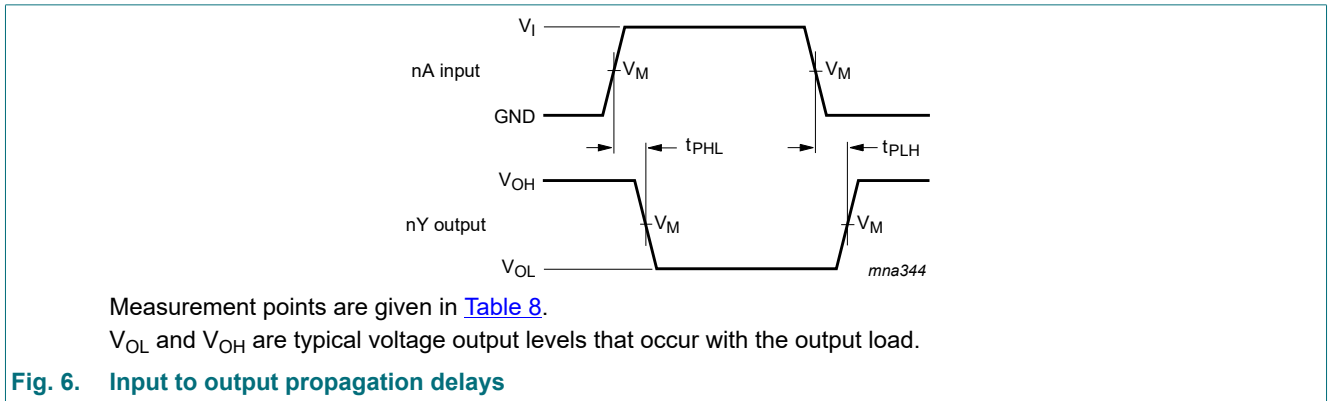 V_I
nA input
V_M
V_M
GND
t_PHL
t_PLH
V_OH
nY output
V_M
V_M
V_OL
mna344
Measurement points are given in Table 8.
V_OL and V_OH are typical voltage output levels that occur with the output load.
Fig. 6. Input to output propagation delays